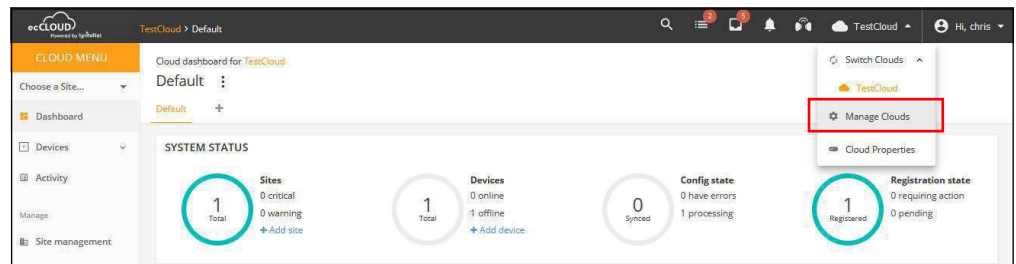 ecCLOUD
Powered by IgniteNet
TestCloud > Default
2
5
TestCloud
Hi, chris
CLOUD MENU
Choose a Site...
Dashboard
Devices
Activity
Manage
Site management
Cloud dashboard for TestCloud
Default
Default +
Switch Clouds
TestCloud
Manage Clouds
Cloud Properties
SYSTEM STATUS
1
Total
Sites
0 critical
0 warning
+ Add site
1
Total
Devices
0 online
1 offline
+ Add device
0
Synced
Config state
0 have errors
1 processing
1
Registered
Registration state
0 requiring action
0 pending